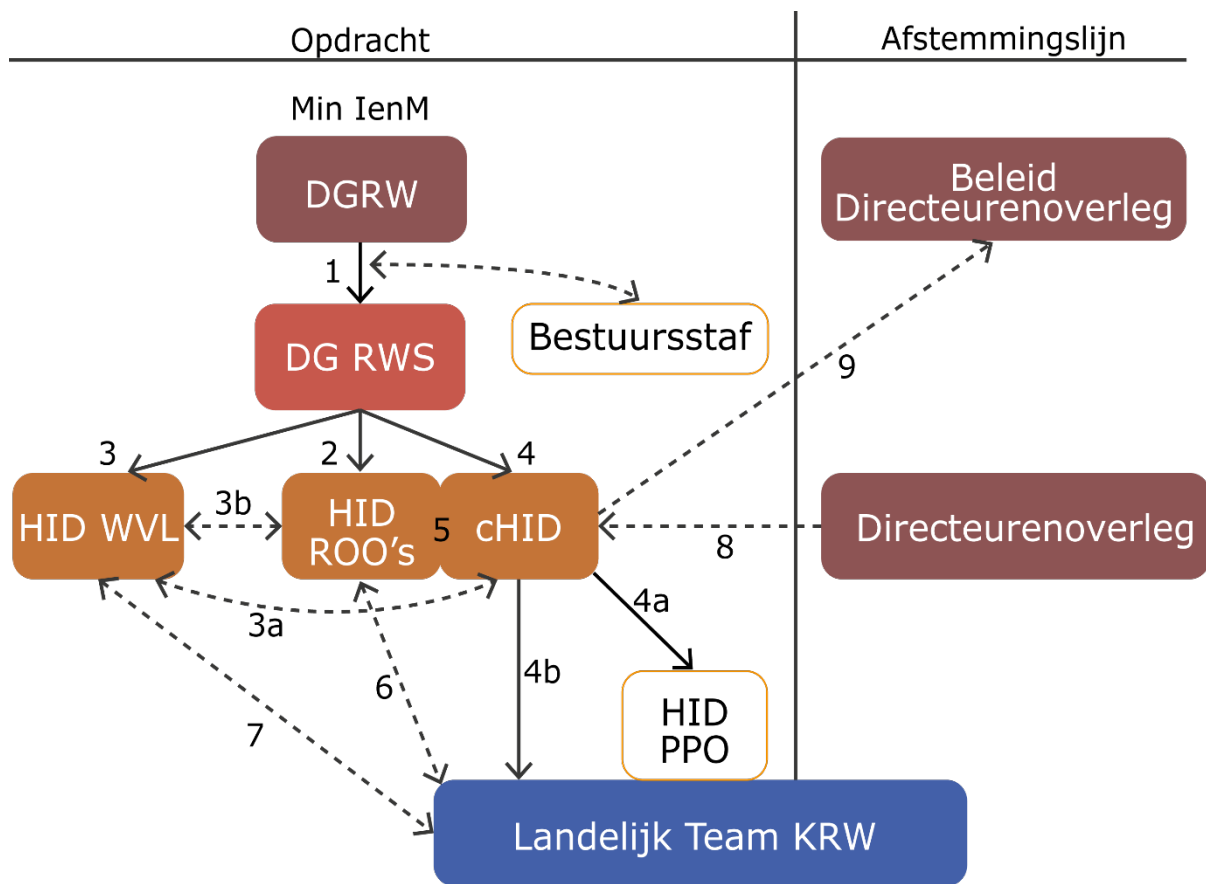 Opdracht
Afstemmingslijn
Min IenM
DGRW
Beleid
Directeurenoverleg
1
DG RWS
Bestuursstaf
9
3
2
4
HID WVL
3b
HID
ROO's
5
cHID
8
Directeurenoverleg
3a
4a
4b
6
7
HID
PPO
Landelijk Team KRW